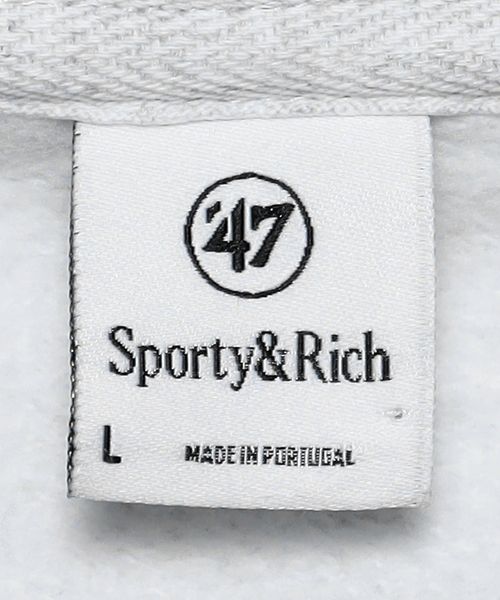 '47
Sporty&Rich
L MADE IN PORTUGAL